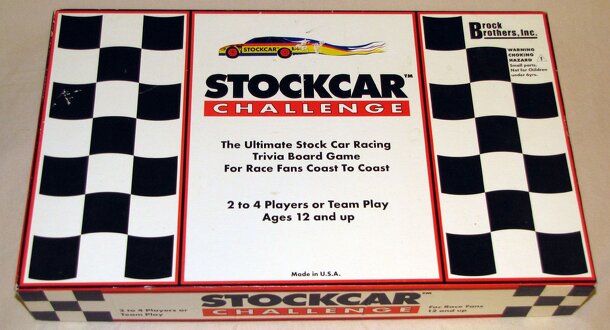 STOCKCAR
Brock
Brothers, Inc.
WARNING
CHOKING
HAZARD
Small parts.
Not for Children
under 6yrs.
STOCKCAR™
CHALLENGE
The Ultimate Stock Car Racing
Trivia Board Game
For Race Fans Coast To Coast
2 to 4 Players or Team Play
Ages 12 and up
Made in U.S.A.
2 to 4 Players or
Team Play
STOCKCAR™
CHALLENGE
For Race Fans
12 and up